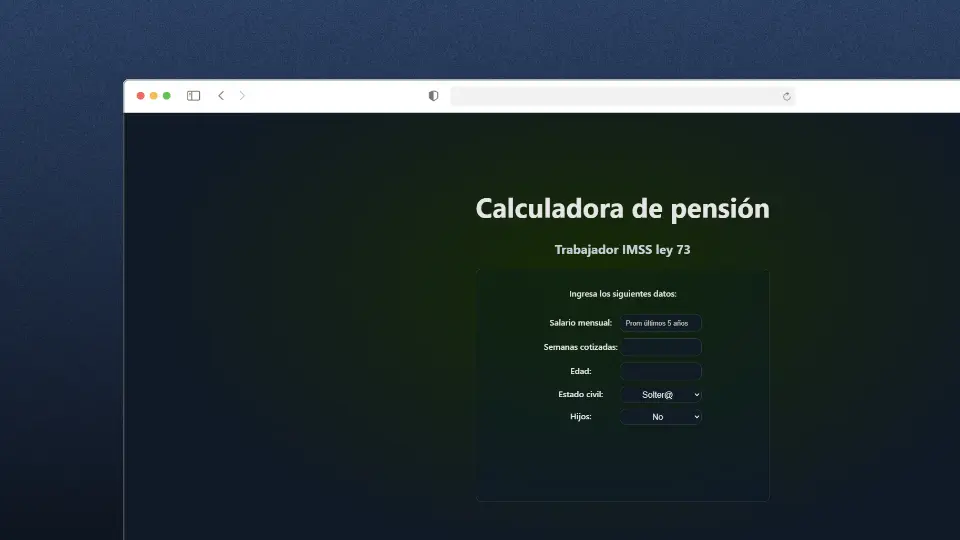 Calculadora de pensión
Trabajador IMSS ley 73
Ingresa los siguientes datos:
Salario mensual: Prom últimos 5 años
Semanas cotizadas:
Edad:
Estado civil: Solter@
Hijos: No